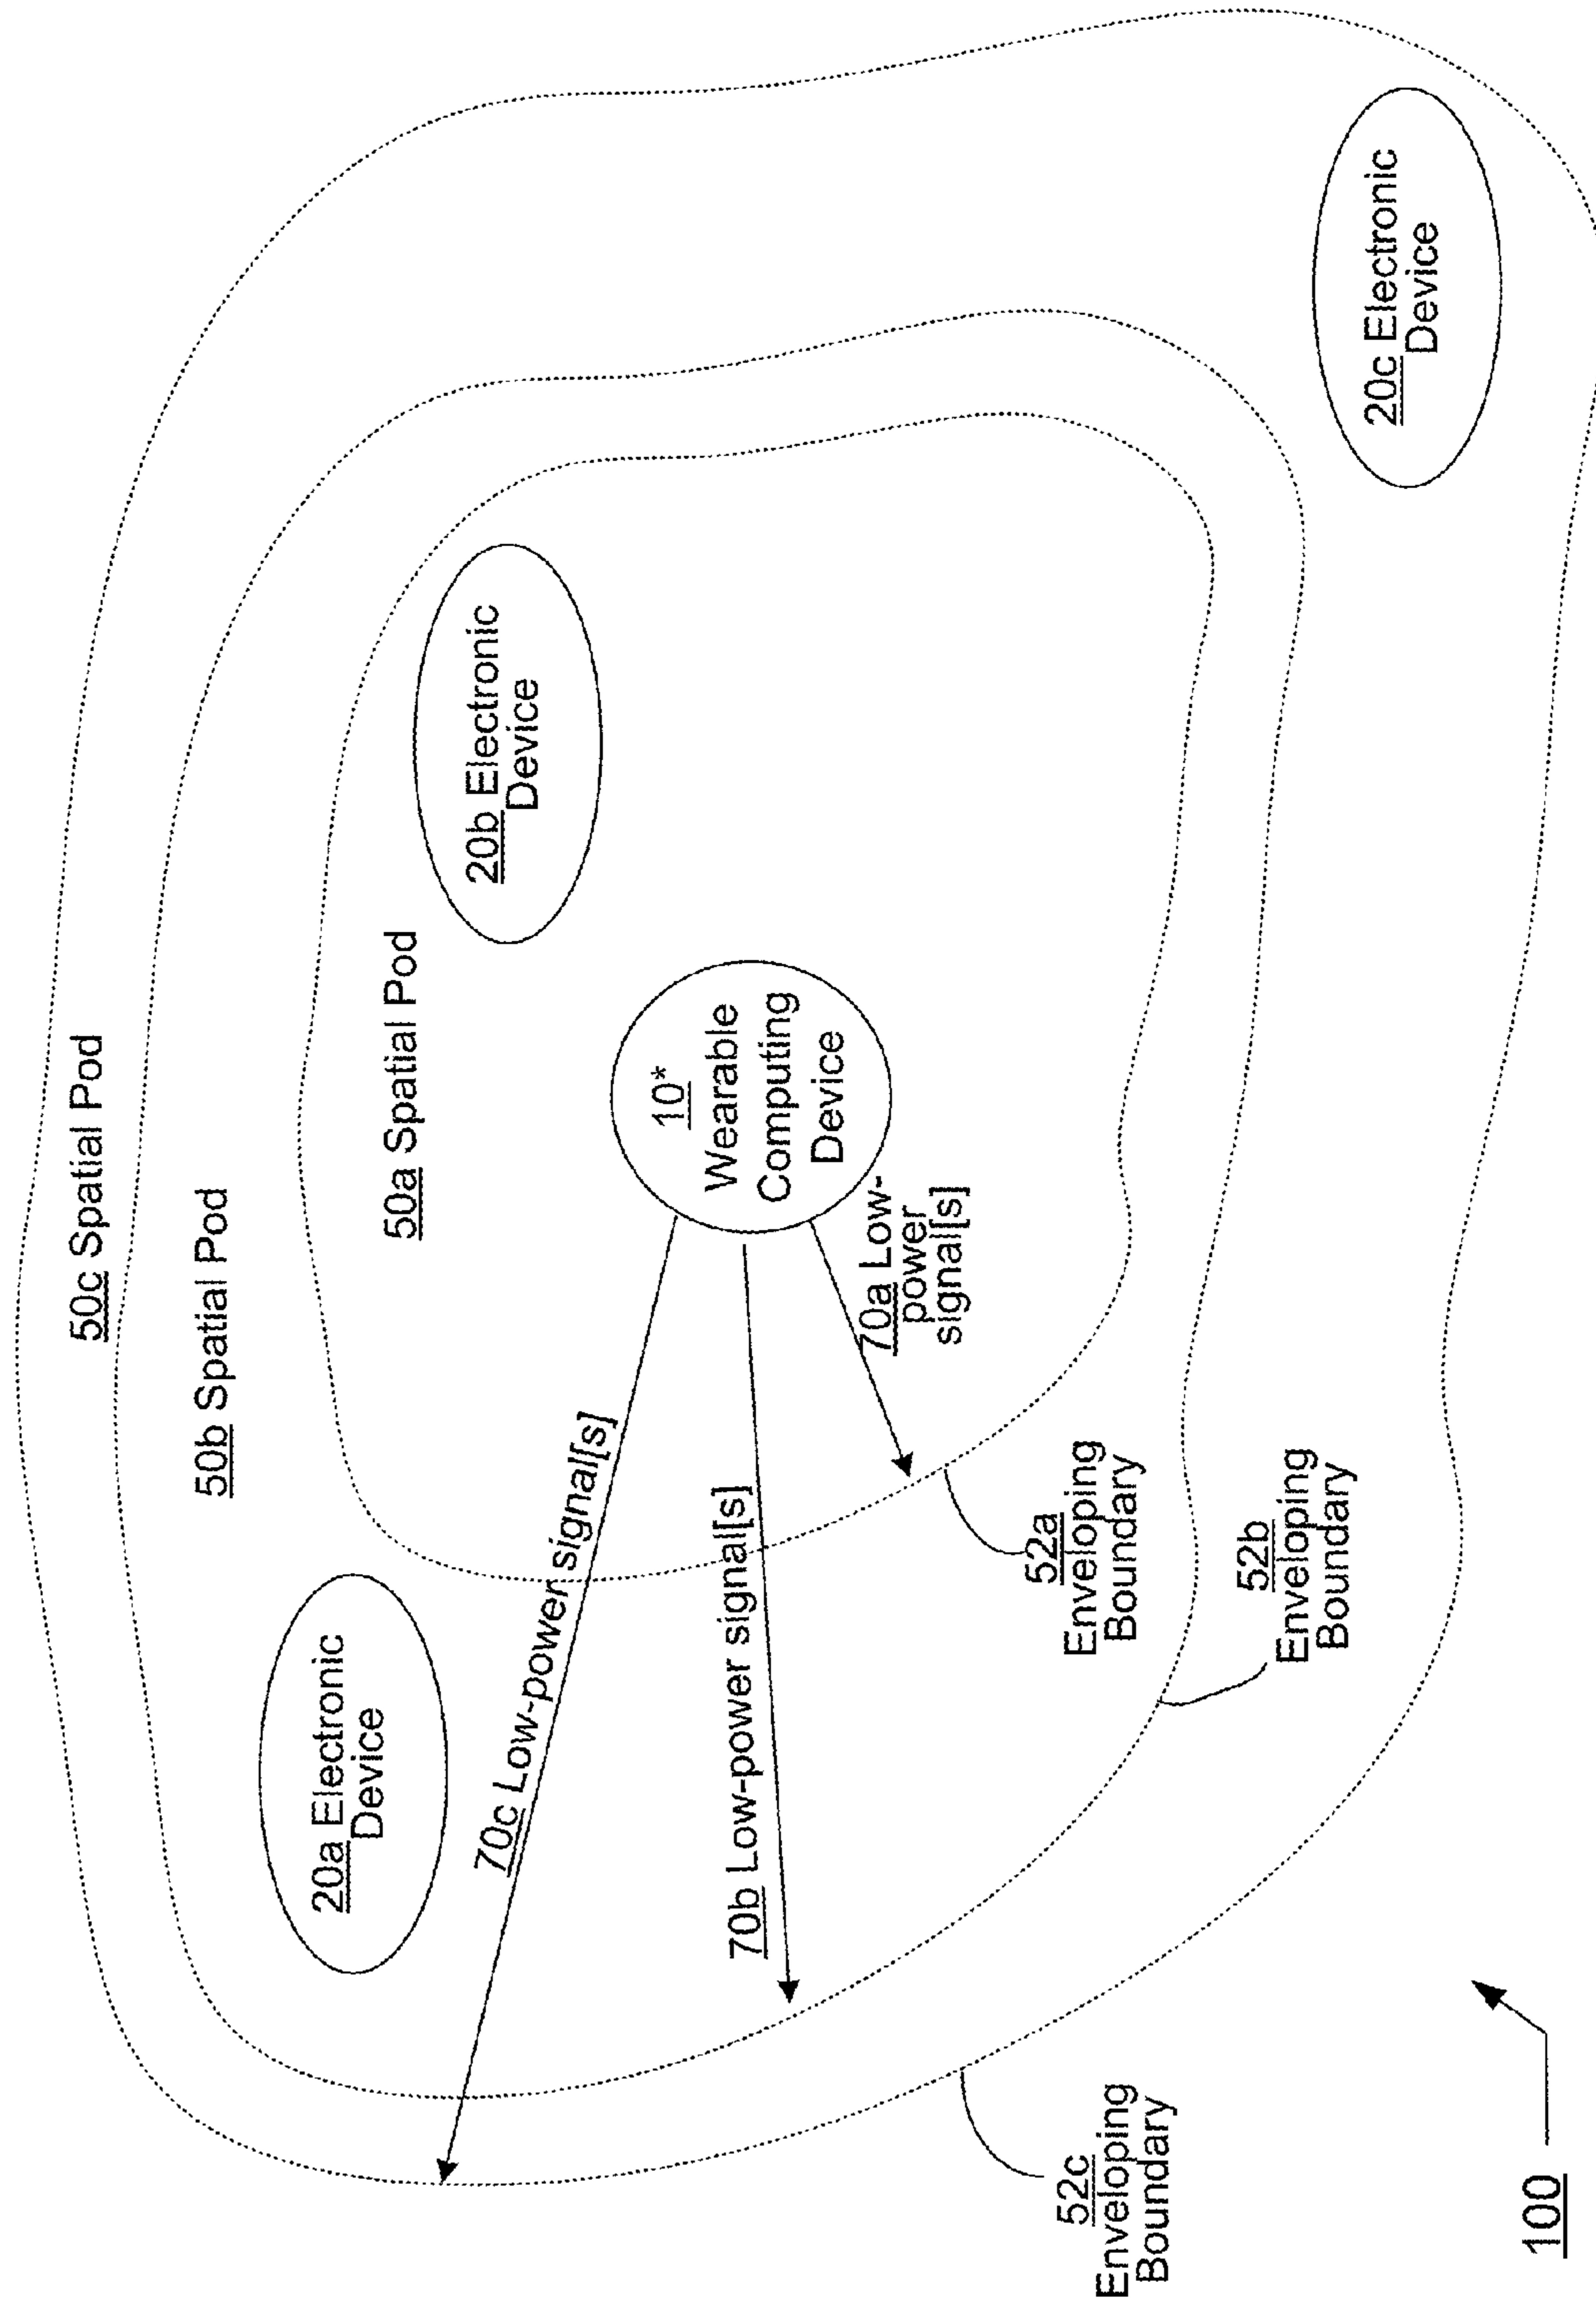 50c Spatial Pod
50b Spatial Pod
50a Spatial Pod
20a Electronic
Device
20b Electronic
Device
20c Electronic
Device
10*
Wearable
Computing
Device
70c Low-power signal[s]
70b Low-power signal[s]
70a Low-
power
signal[s]
52a
Enveloping
Boundary
52b
Enveloping
Boundary
52c
Enveloping
Boundary
100